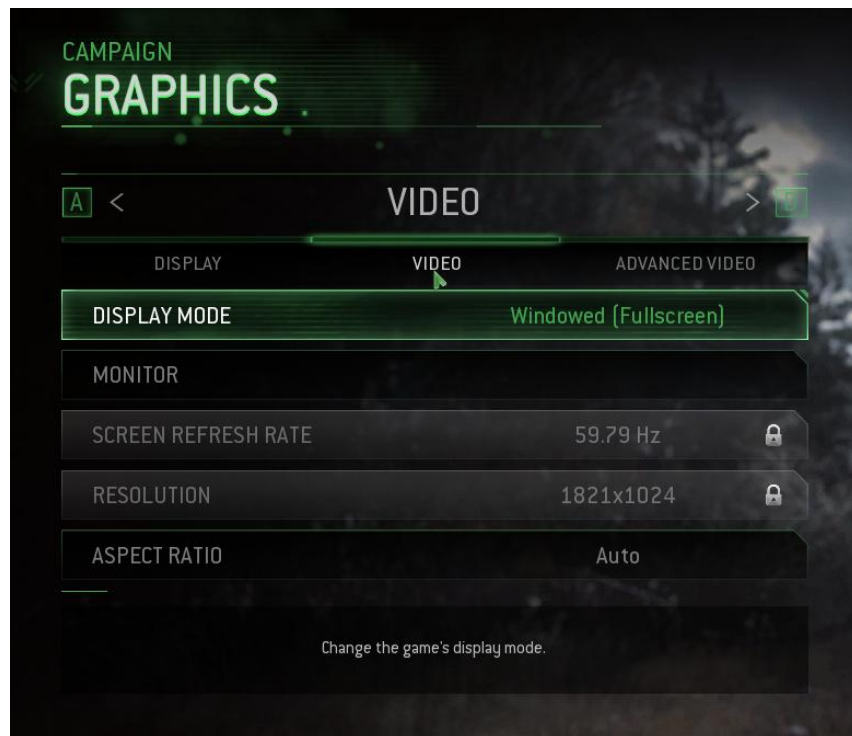 CAMPAIGN
GRAPHICS
A < VIDEO > D
DISPLAY VIDEO ADVANCED VIDEO
DISPLAY MODE Windowed (Fullscreen)
MONITOR
SCREEN REFRESH RATE 59.79 Hz
RESOLUTION 1821x1024
ASPECT RATIO Auto
Change the game's display mode.